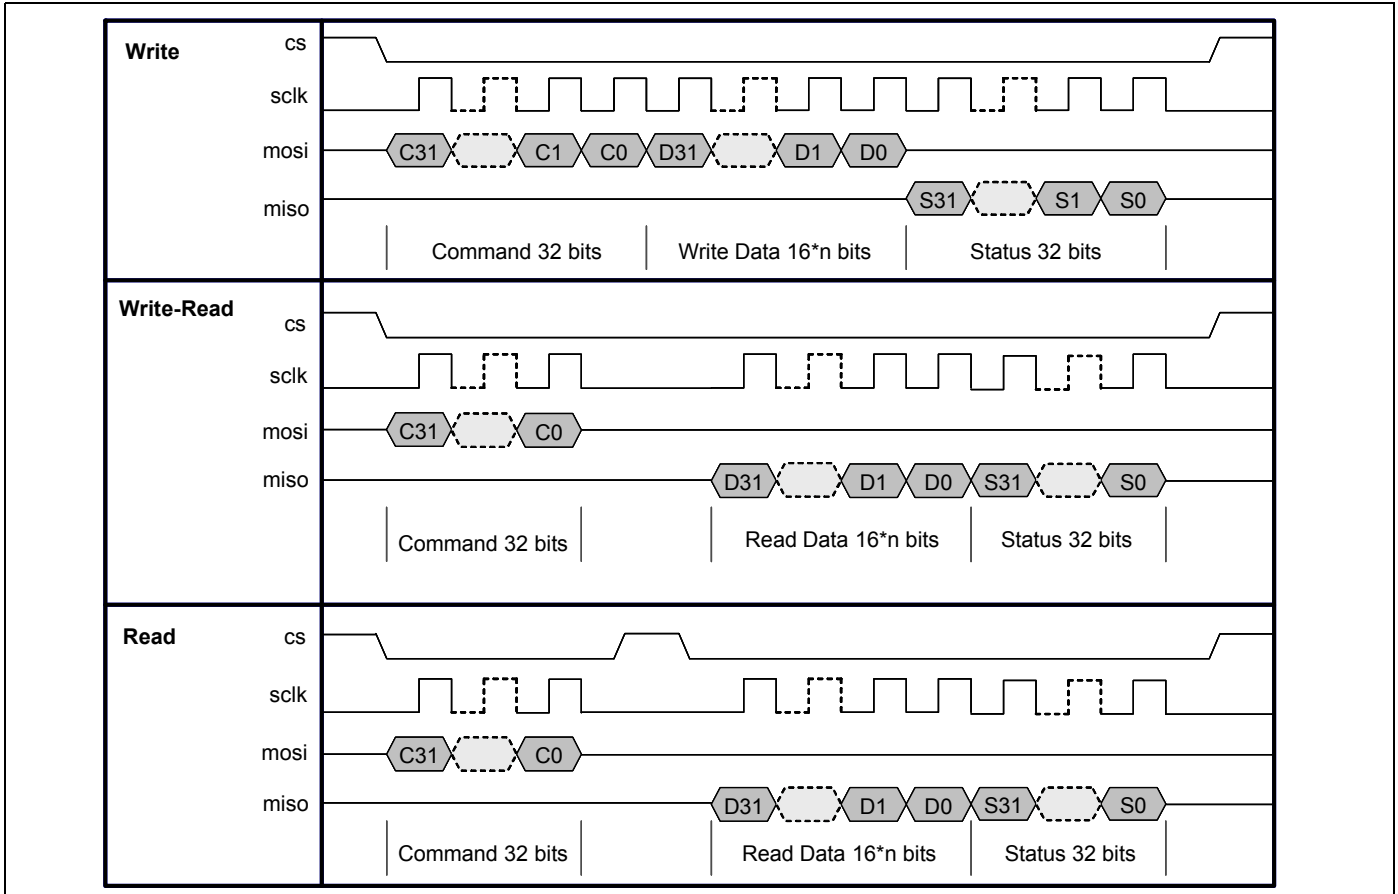 Write
cs
sclk
mosi
C31 C1 C0 D31 D1 D0
miso
S31 S1 S0
Command 32 bits Write Data 16*n bits Status 32 bits
Write-Read
cs
sclk
mosi
C31 C0
miso
D31 D1 D0 S31 S0
Command 32 bits Read Data 16*n bits Status 32 bits
Read
cs
sclk
mosi
C31 C0
miso
D31 D1 D0 S31 S0
Command 32 bits Read Data 16*n bits Status 32 bits